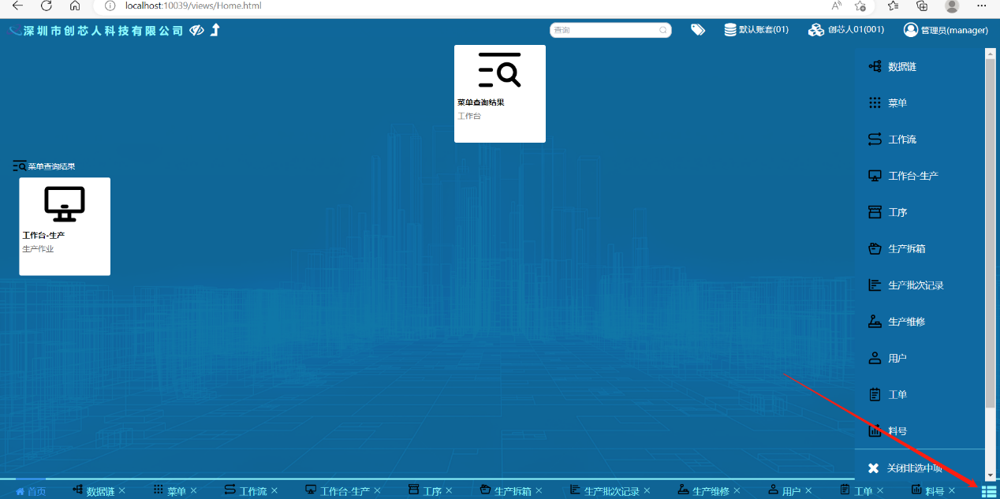 localhost:10039/views/Home.html
深圳市创芯人科技有限公司
查询
默认账套(01)
创芯人01(001)
管理员(manager)
菜单查询结果
工作台
菜单查询结果
工作台-生产
生产作业
数据链
菜单
工作流
工作台-生产
工序
生产拆箱
生产批次记录
生产维修
用户
工单
料号
关闭非选中项
首页
数据链
菜单
工作流
工作台-生产
工序
生产拆箱
生产批次记录
生产维修
用户
工单
料号